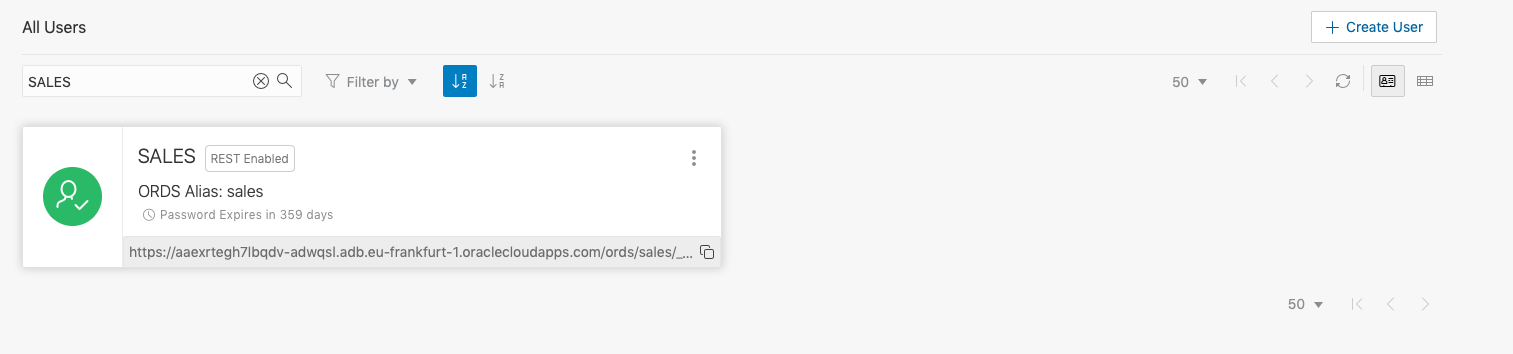 All Users
Create User
SALES
Filter by
50
SALES REST Enabled
ORDS Alias: sales
Password Expires in 359 days
https://aaexrtegh7lbqdv-adwqsl.adb.eu-frankfurt-1.oraclecloudapps.com/ords/sales/_...
50